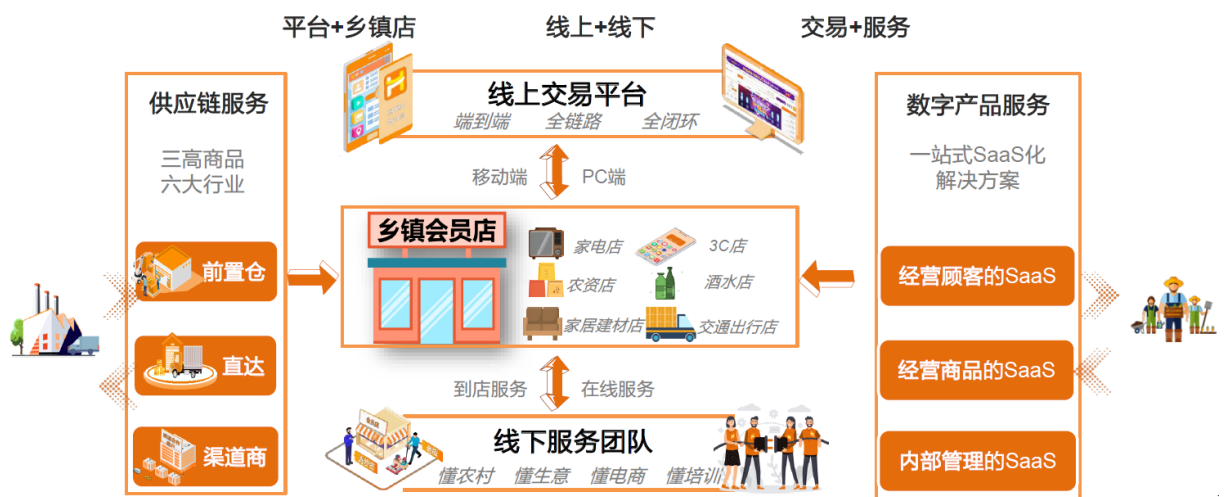 平台+乡镇店
线上+线下
交易+服务
供应链服务
三高商品
六大行业
前置仓
直达
渠道商
线上交易平台
端到端 全链路 全闭环
移动端 PC端
乡镇会员店
家电店 3C店
农资店 酒水店
家居建材店 交通出行店
到店服务 在线服务
线下服务团队
懂农村 懂生意 懂电商 懂培训
数字产品服务
一站式SaaS化
解决方案
经营顾客的SaaS
经营商品的SaaS
内部管理的SaaS